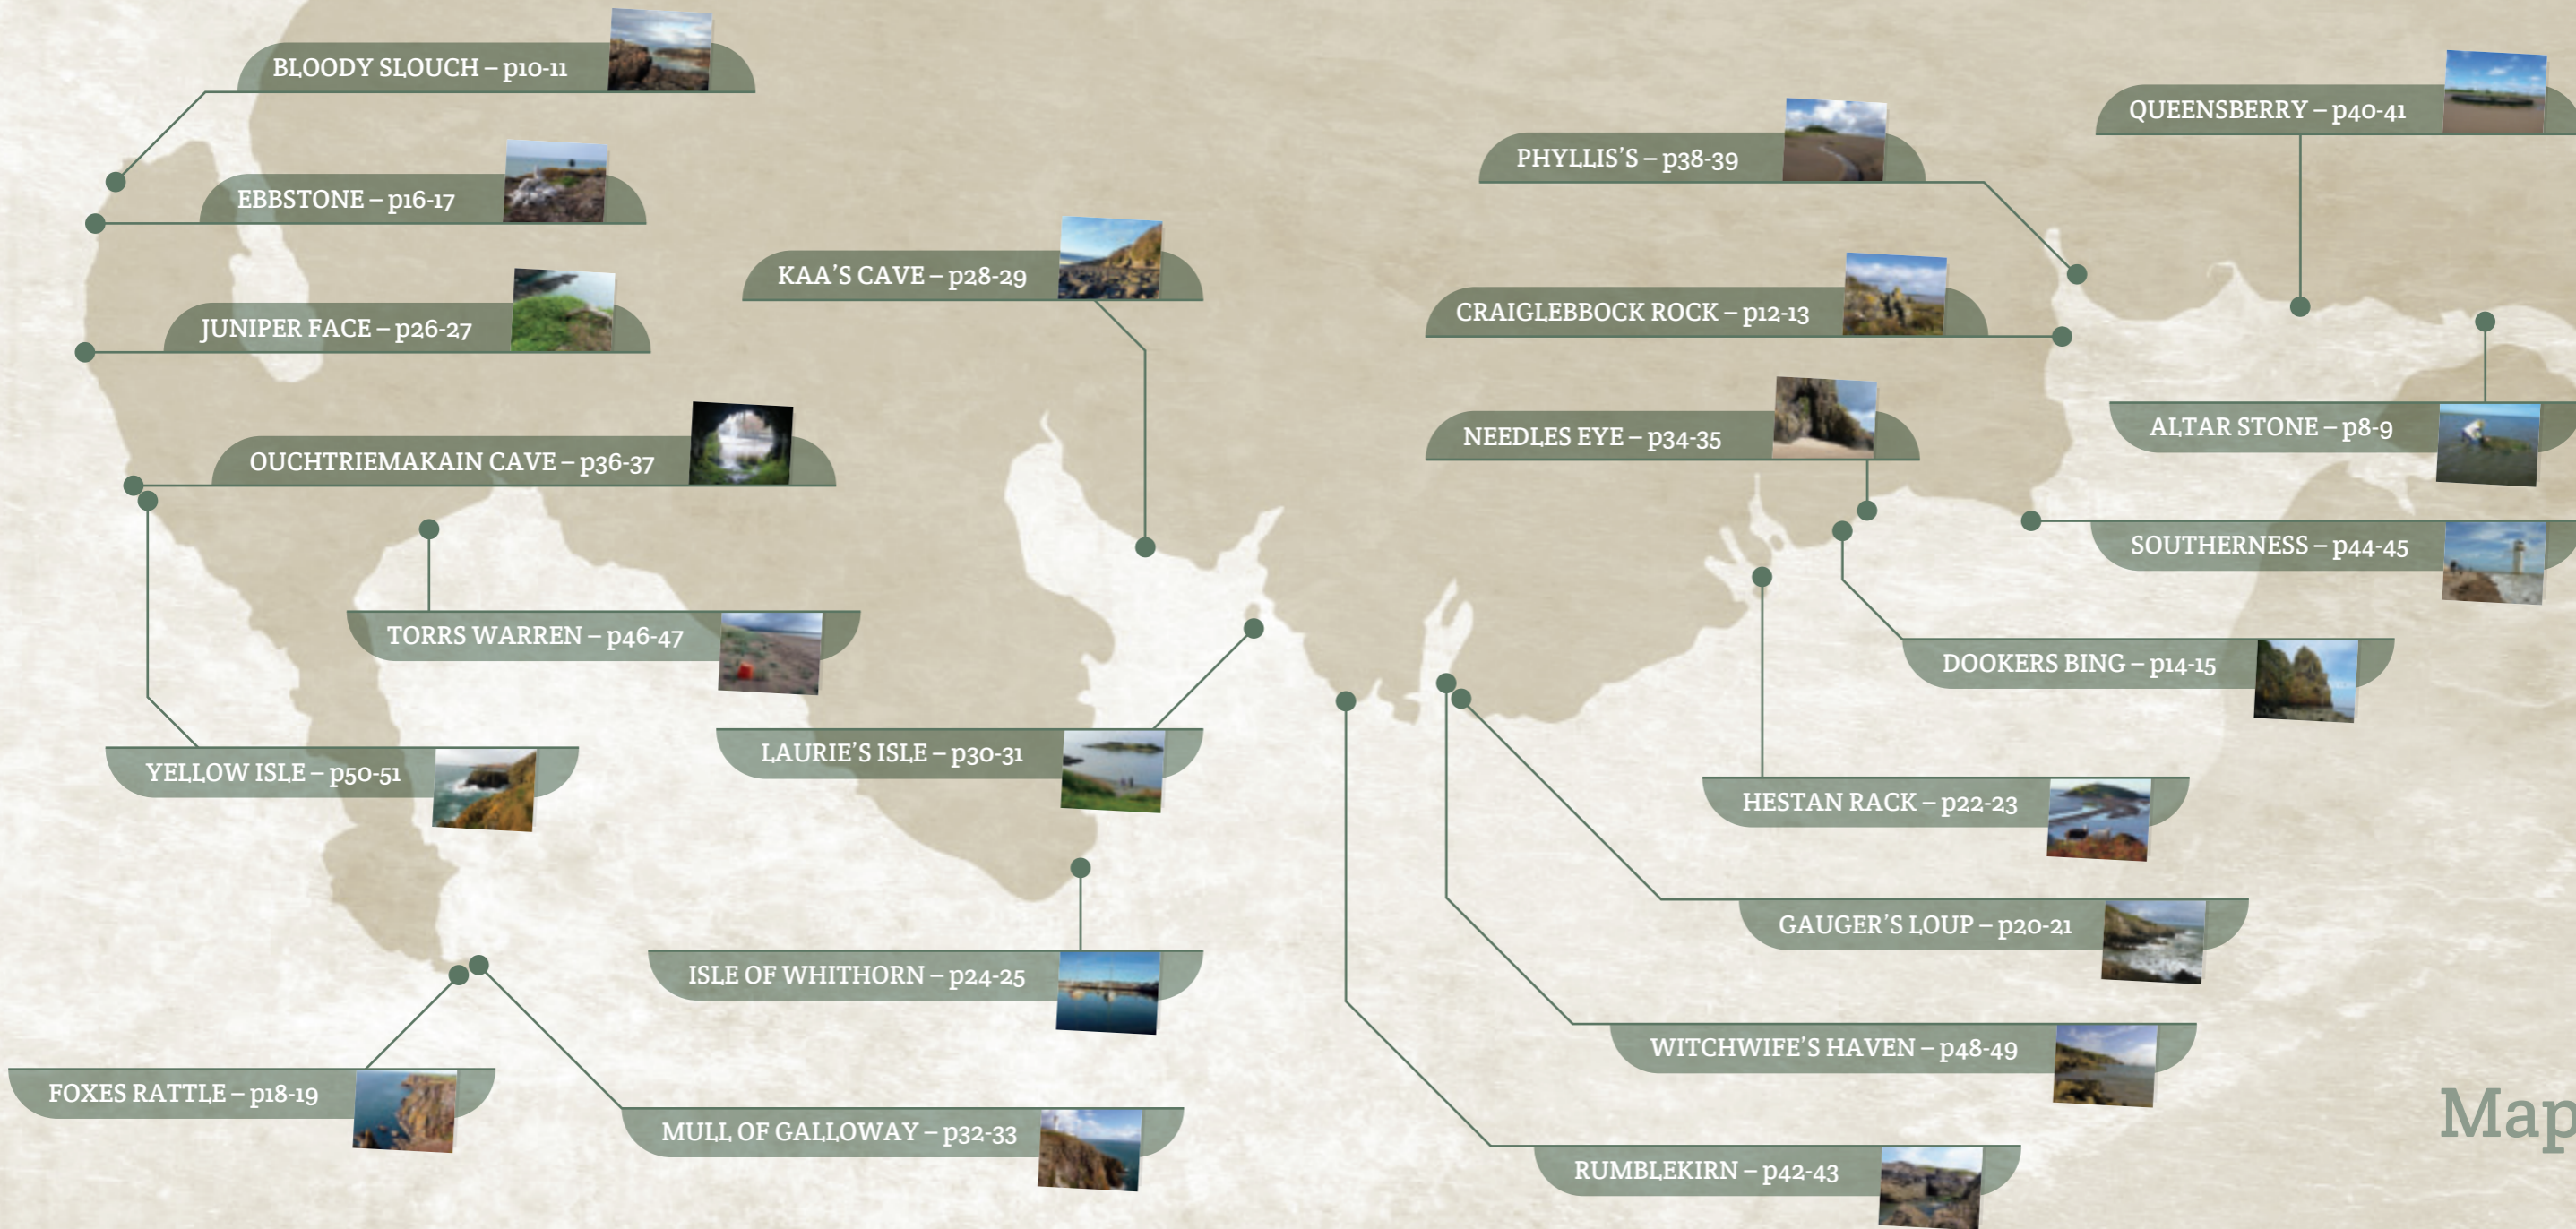 BLOODY SLOUCH – p10-11
EBBSTONE – p16-17
JUNIPER FACE – p26-27
OUCHTRIEMAKAIN CAVE – p36-37
KAA'S CAVE – p28-29
TORRS WARREN – p46-47
YELLOW ISLE – p50-51
LAURIE'S ISLE – p30-31
ISLE OF WHITHORN – p24-25
FOXES RATTLE – p18-19
MULL OF GALLOWAY – p32-33
QUEENSBERRY – p40-41
PHYLLIS'S – p38-39
CRAIGLEBBOCK ROCK – p12-13
NEEDLES EYE – p34-35
ALTAR STONE – p8-9
SOUTHERNESS – p44-45
DOOKERS BING – p14-15
HESTAN RACK – p22-23
GAUGER'S LOUP – p20-21
WITCHWIFE'S HAVEN – p48-49
RUMBLEKIRN – p42-43
Map